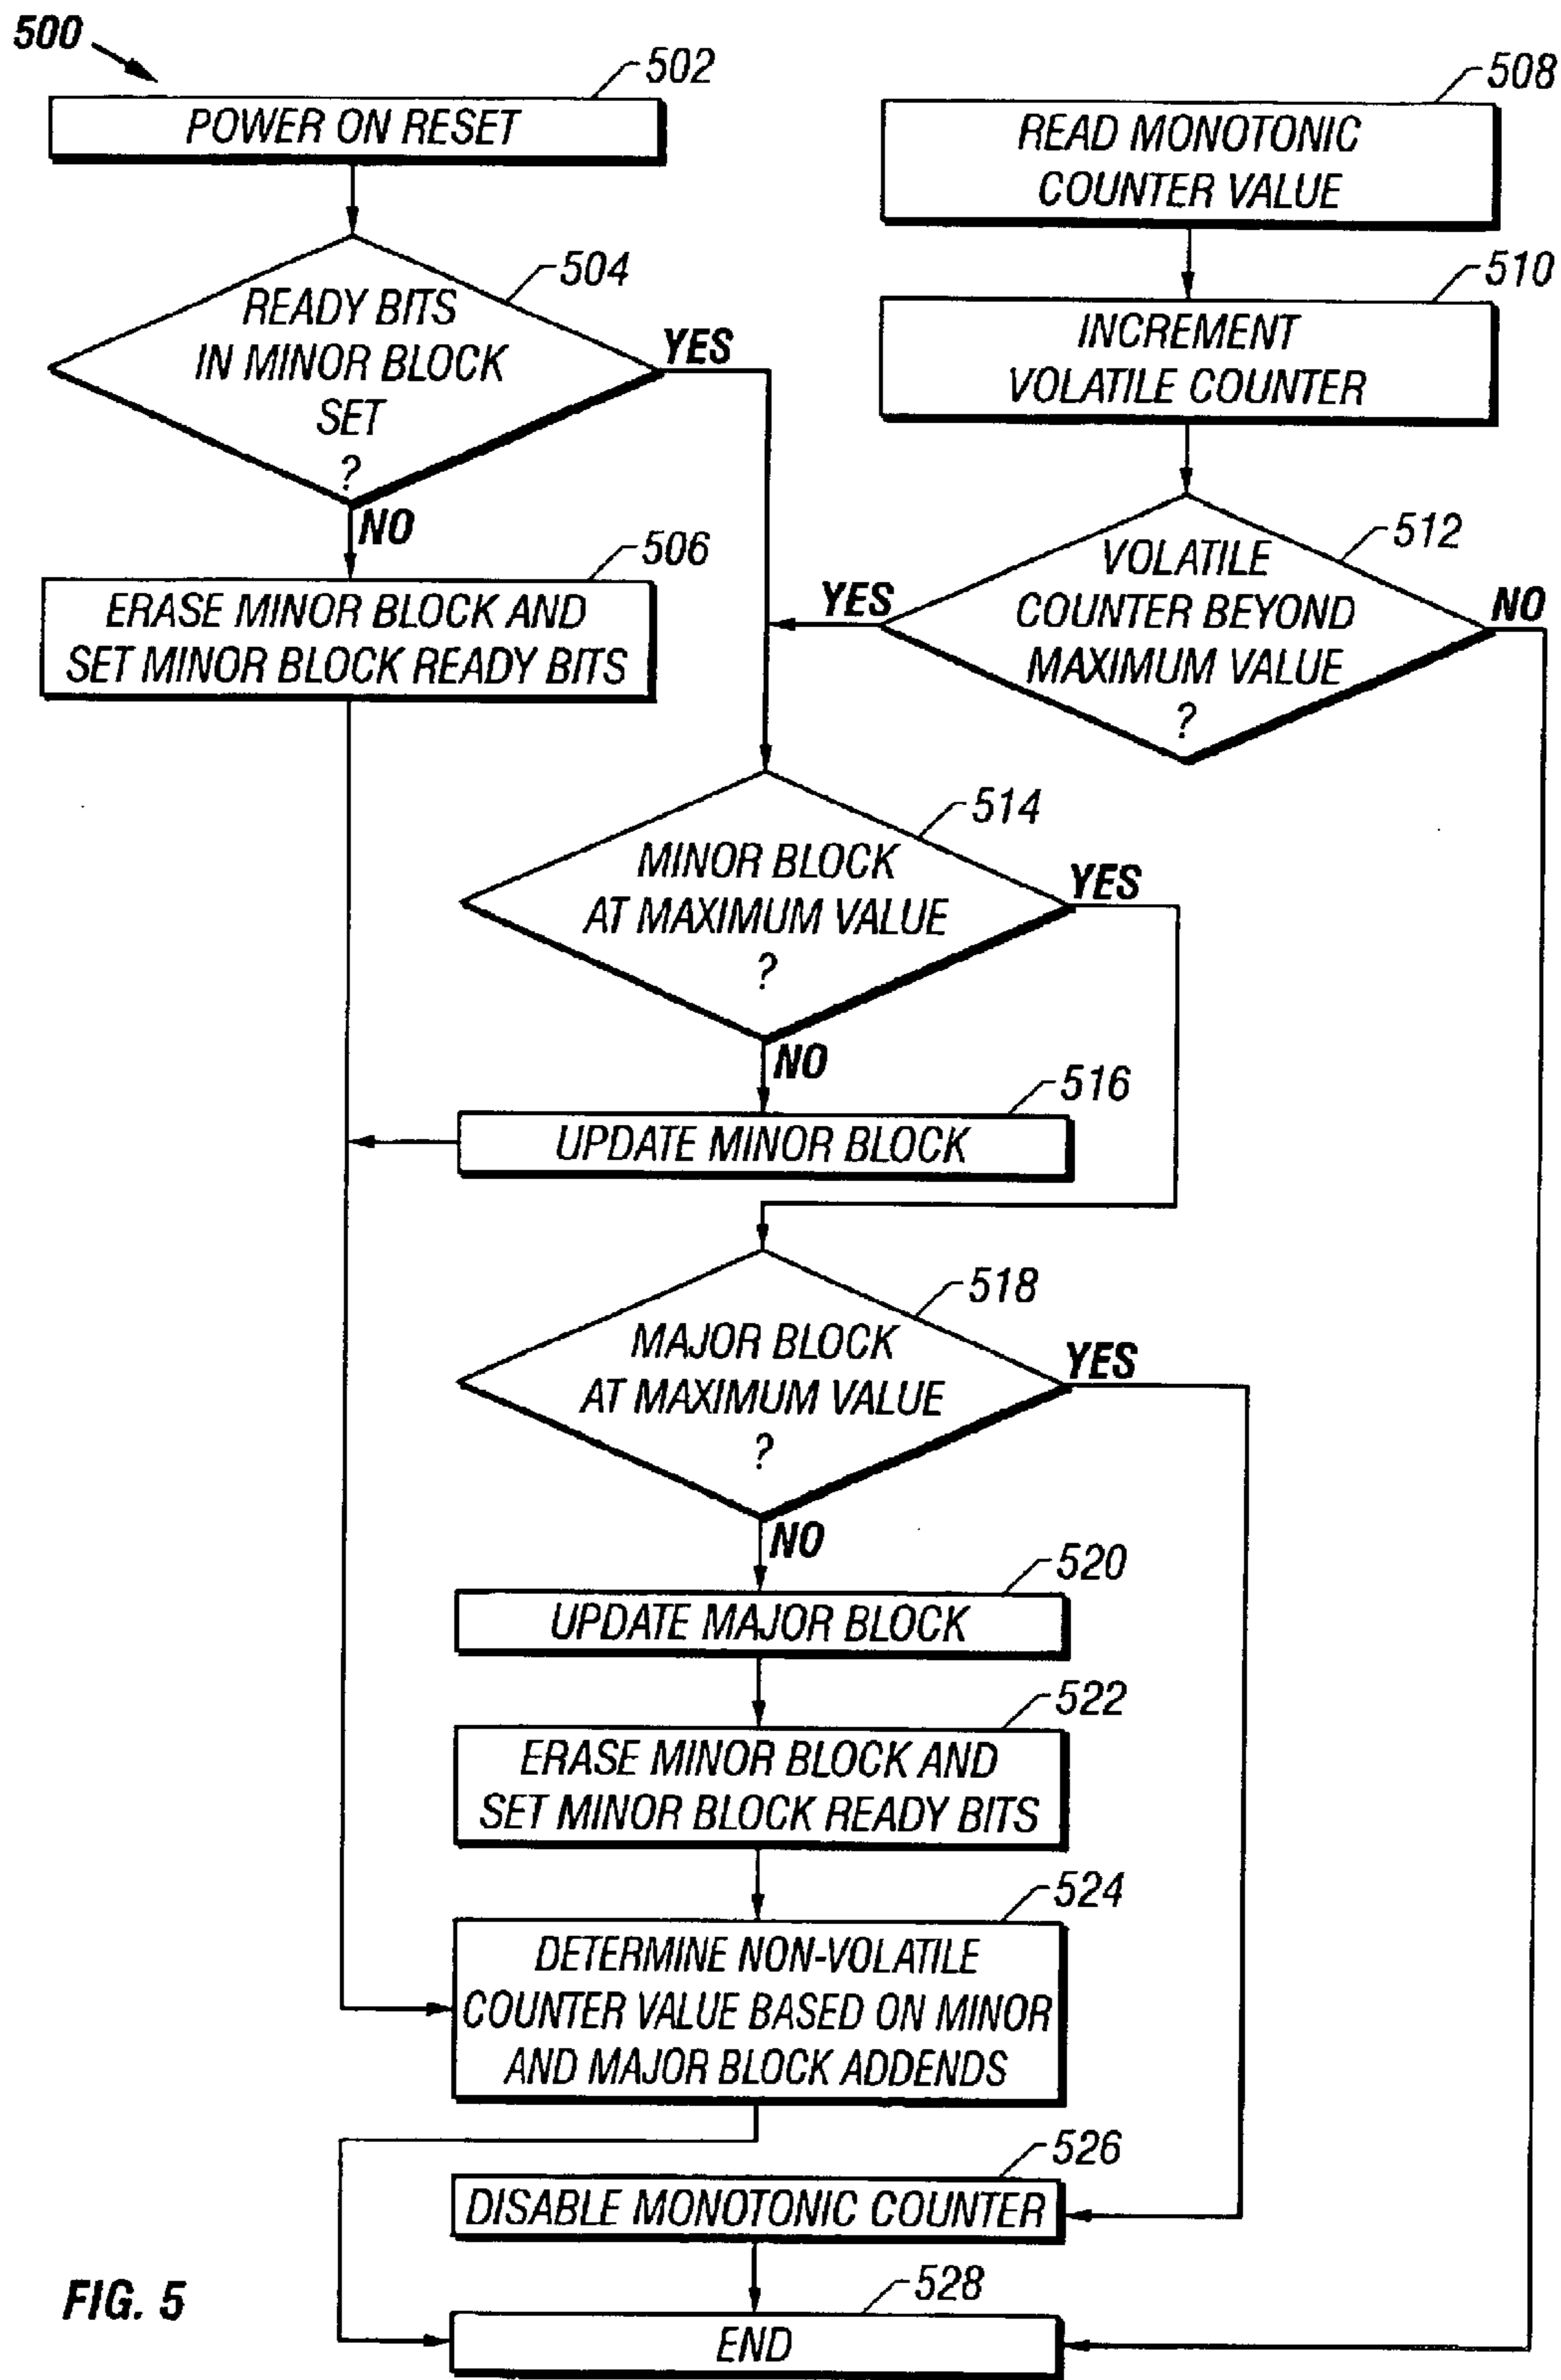 500
502
POWER ON RESET
504
READY BITS
IN MINOR BLOCK
SET
?
YES
NO
506
ERASE MINOR BLOCK AND
SET MINOR BLOCK READY BITS
508
READ MONOTONIC
COUNTER VALUE
510
INCREMENT
VOLATILE COUNTER
512
VOLATILE
COUNTER BEYOND
MAXIMUM VALUE
?
YES
NO
514
MINOR BLOCK
AT MAXIMUM VALUE
?
YES
NO
516
UPDATE MINOR BLOCK
518
MAJOR BLOCK
AT MAXIMUM VALUE
?
YES
NO
520
UPDATE MAJOR BLOCK
522
ERASE MINOR BLOCK AND
SET MINOR BLOCK READY BITS
524
DETERMINE NON-VOLATILE
COUNTER VALUE BASED ON MINOR
AND MAJOR BLOCK ADDENDS
526
DISABLE MONOTONIC COUNTER
528
END
FIG. 5